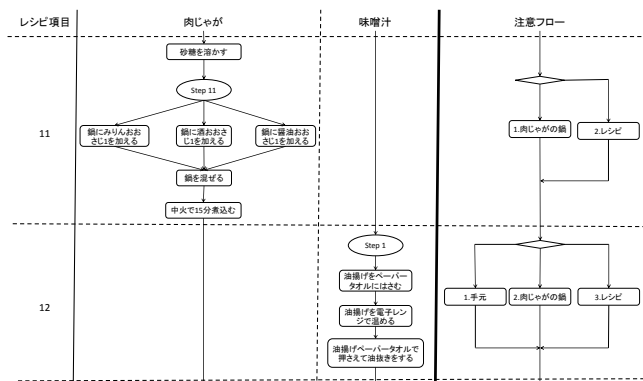 レシピ項目
肉じゃが
味噌汁
注意フロー
砂糖を溶かす
Step 11
11
鍋にみりんおお
さじ1を加える
鍋に酒おおさ
じ1を加える
鍋に醤油おお
さじ1を加える
鍋を混ぜる
中火で15分煮込む
1.肉じゃがの鍋
2.レシピ
12
Step 1
油揚げをペーパー
タオルにはさむ
油揚げを電子レン
ジで温める
油揚げペーパータオルで
押さえて油抜きをする
1.手元
2.肉じゃがの鍋
3.レシピ